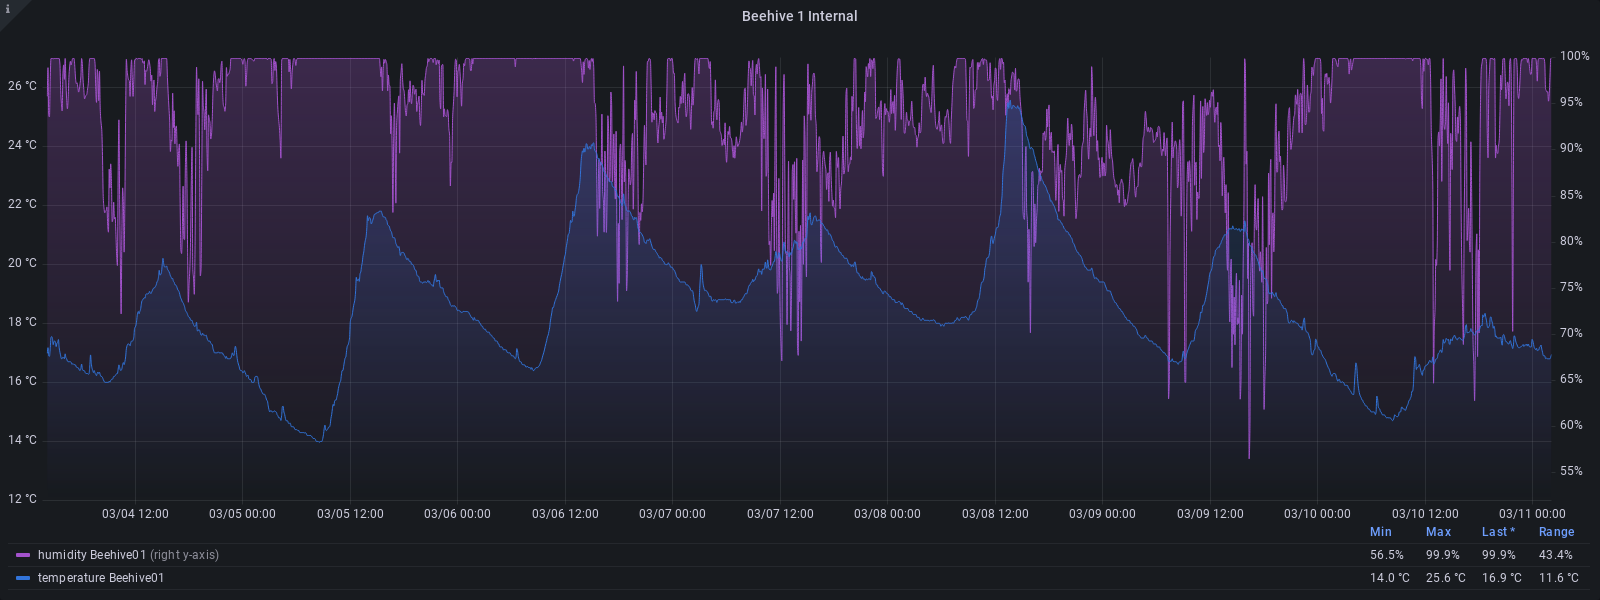 i
Beehive 1 Internal
26 °C
24 °C
22 °C
20 °C
18 °C
16 °C
14 °C
12 °C
100%
95%
90%
85%
80%
75%
70%
65%
60%
55%
03/04 12:00 03/05 00:00 03/05 12:00 03/06 00:00 03/06 12:00 03/07 00:00 03/07 12:00 03/08 00:00 03/08 12:00 03/09 00:00 03/09 12:00 03/10 00:00 03/10 12:00 03/11 00:00
Min Max Last * Range
humidity Beehive01 (right y-axis) 56.5% 99.9% 99.9% 43.4%
temperature Beehive01 14.0 °C 25.6 °C 16.9 °C 11.6 °C